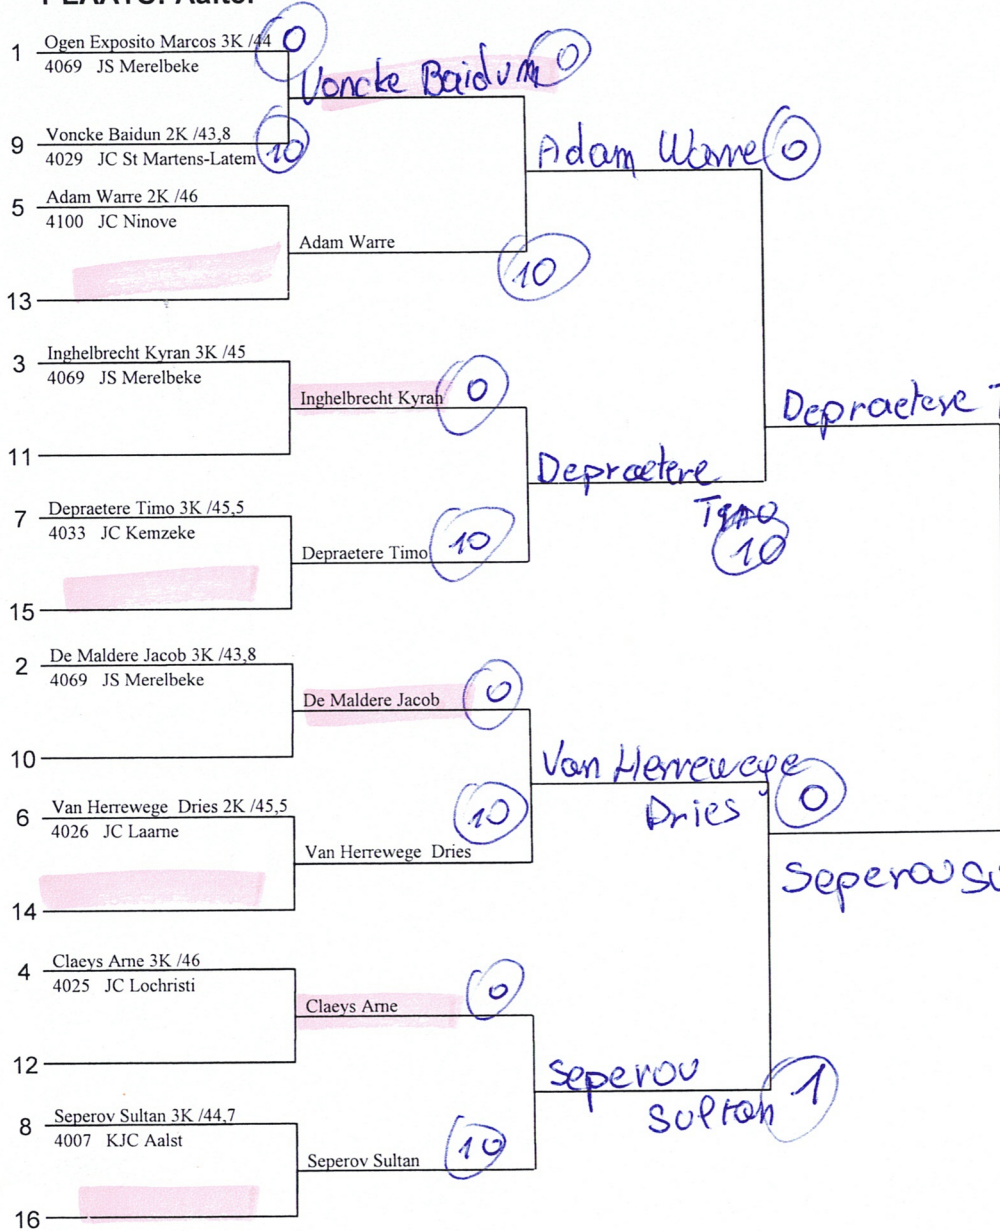 PLAATS: Aalter
1 Ogen Exposito Marcos 3K /44 0
4069 JS Merelbeke
Voncke Baidun 0
9 Voncke Baidun 2K /43,8
4029 JC St Martens-Latem 10
Adam Warre 0
5 Adam Warre 2K /46
4100 JC Ninove
Adam Warre
10
13
3 Inghelbrecht Kyran 3K /45
4069 JS Merelbeke
Inghelbrecht Kyran 0
Depraetere T
11
Depraetere
Timo
10
7 Depraetere Timo 3K /45,5
4033 JC Kemzeke
Depraetere Timo 10
15
2 De Maldere Jacob 3K /43,8
4069 JS Merelbeke
De Maldere Jacob 0
10
Van Herrewege
Dries 0
6 Van Herrewege Dries 2K /45,5
4026 JC Laarne
10
Van Herrewege Dries
Seperov Su
14
4 Claeys Arne 3K /46
4025 JC Lochristi
Claeys Arne 0
12
Seperov
Sultan 1
8 Seperov Sultan 3K /44,7
4007 KJC Aalst
Seperov Sultan 10
16